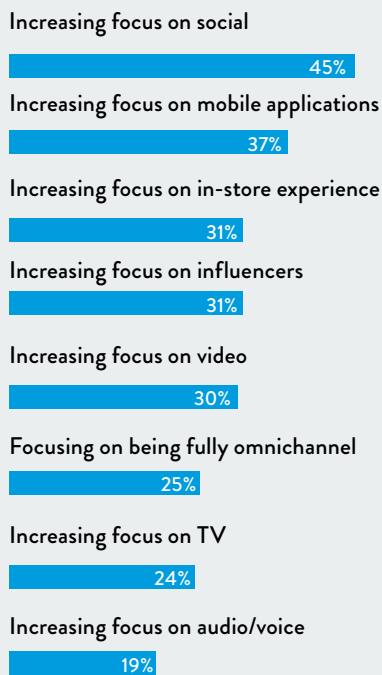 Increasing focus on social
45%
Increasing focus on mobile applications
37%
Increasing focus on in-store experience
31%
Increasing focus on influencers
31%
Increasing focus on video
30%
Focusing on being fully omnichannel
25%
Increasing focus on TV
24%
Increasing focus on audio/voice
19%